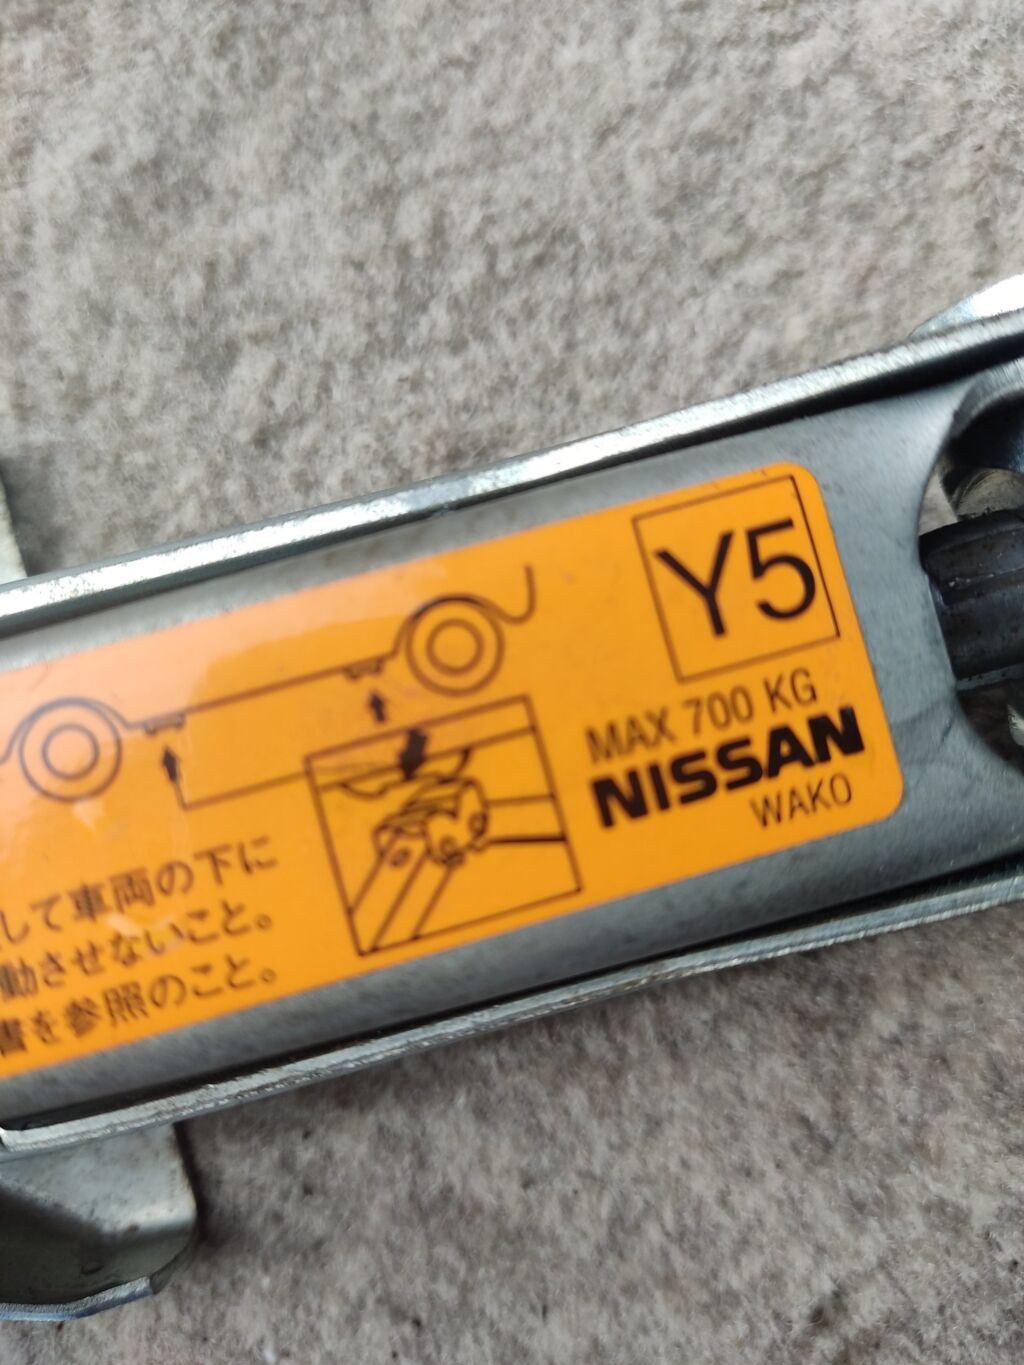 Y5
MAX 700 KG
NISSAN
WAKO
して車両の下に
動させないこと。
書を参照のこと。